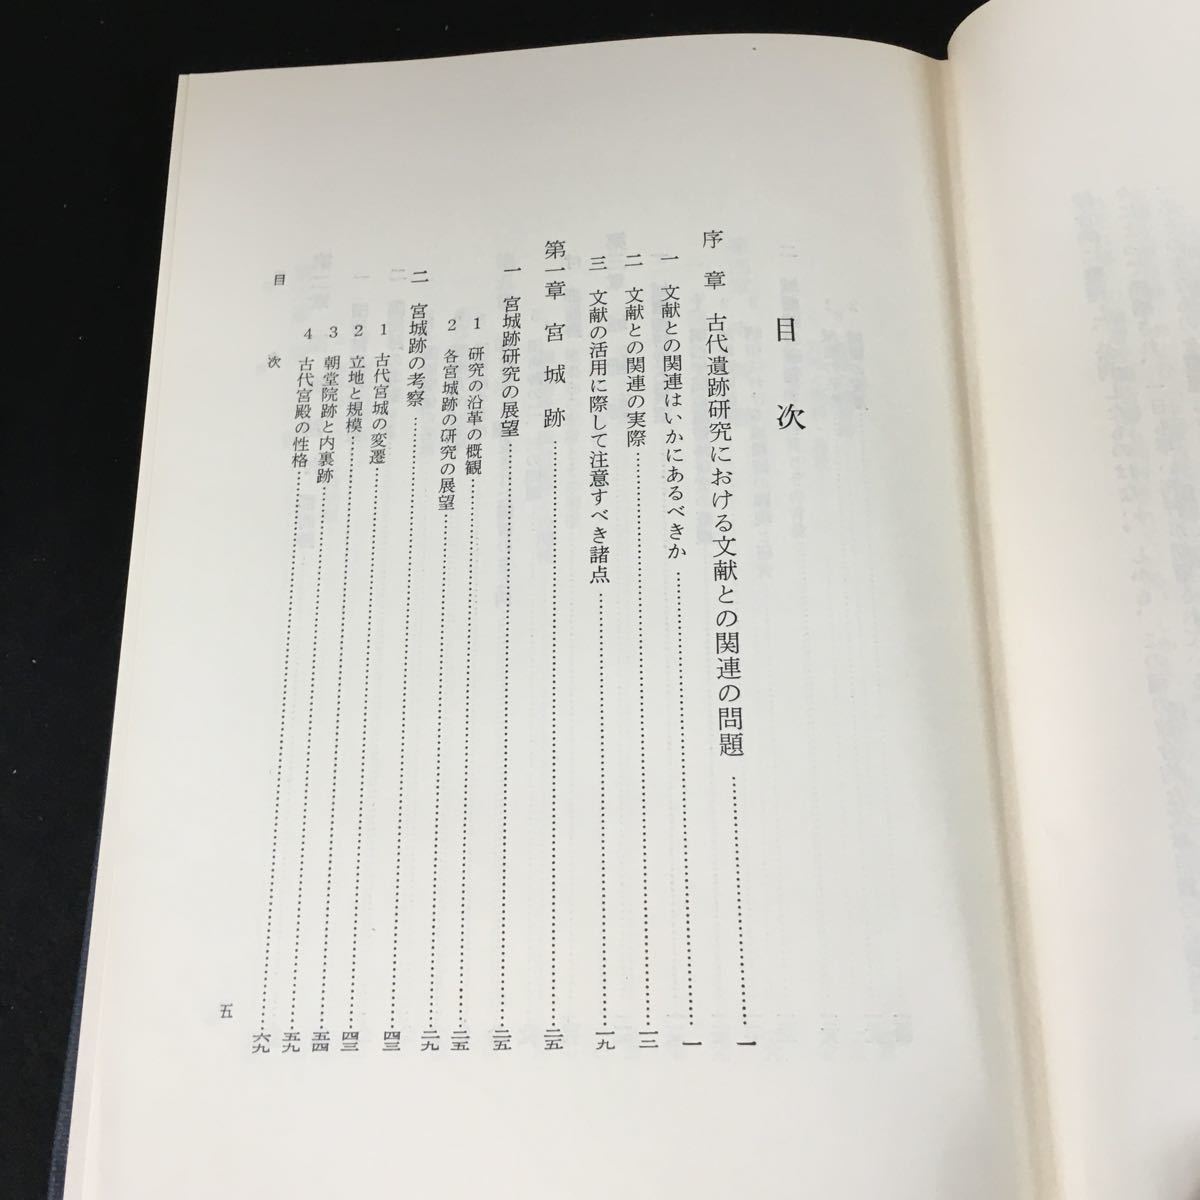 目次
序章　古代遺跡研究における文献との関連の問題……………一
一　文献との関連はいかにあるべきか……………一
二　文献との関連の実際……………一三
三　文献の活用に際して注意すべき諸点……………一九
第一章　宮城跡……………二五
一　宮城跡研究の展望……………二五
1　研究の沿革の概観……………二五
2　各宮城跡の研究の展望……………二九
二　宮城跡の考察……………四三
1　古代宮城の変遷……………四三
2　立地と規模……………五四
3　朝堂院跡と内裏跡……………五九
4　古代宮殿の性格……………六九
目次
五